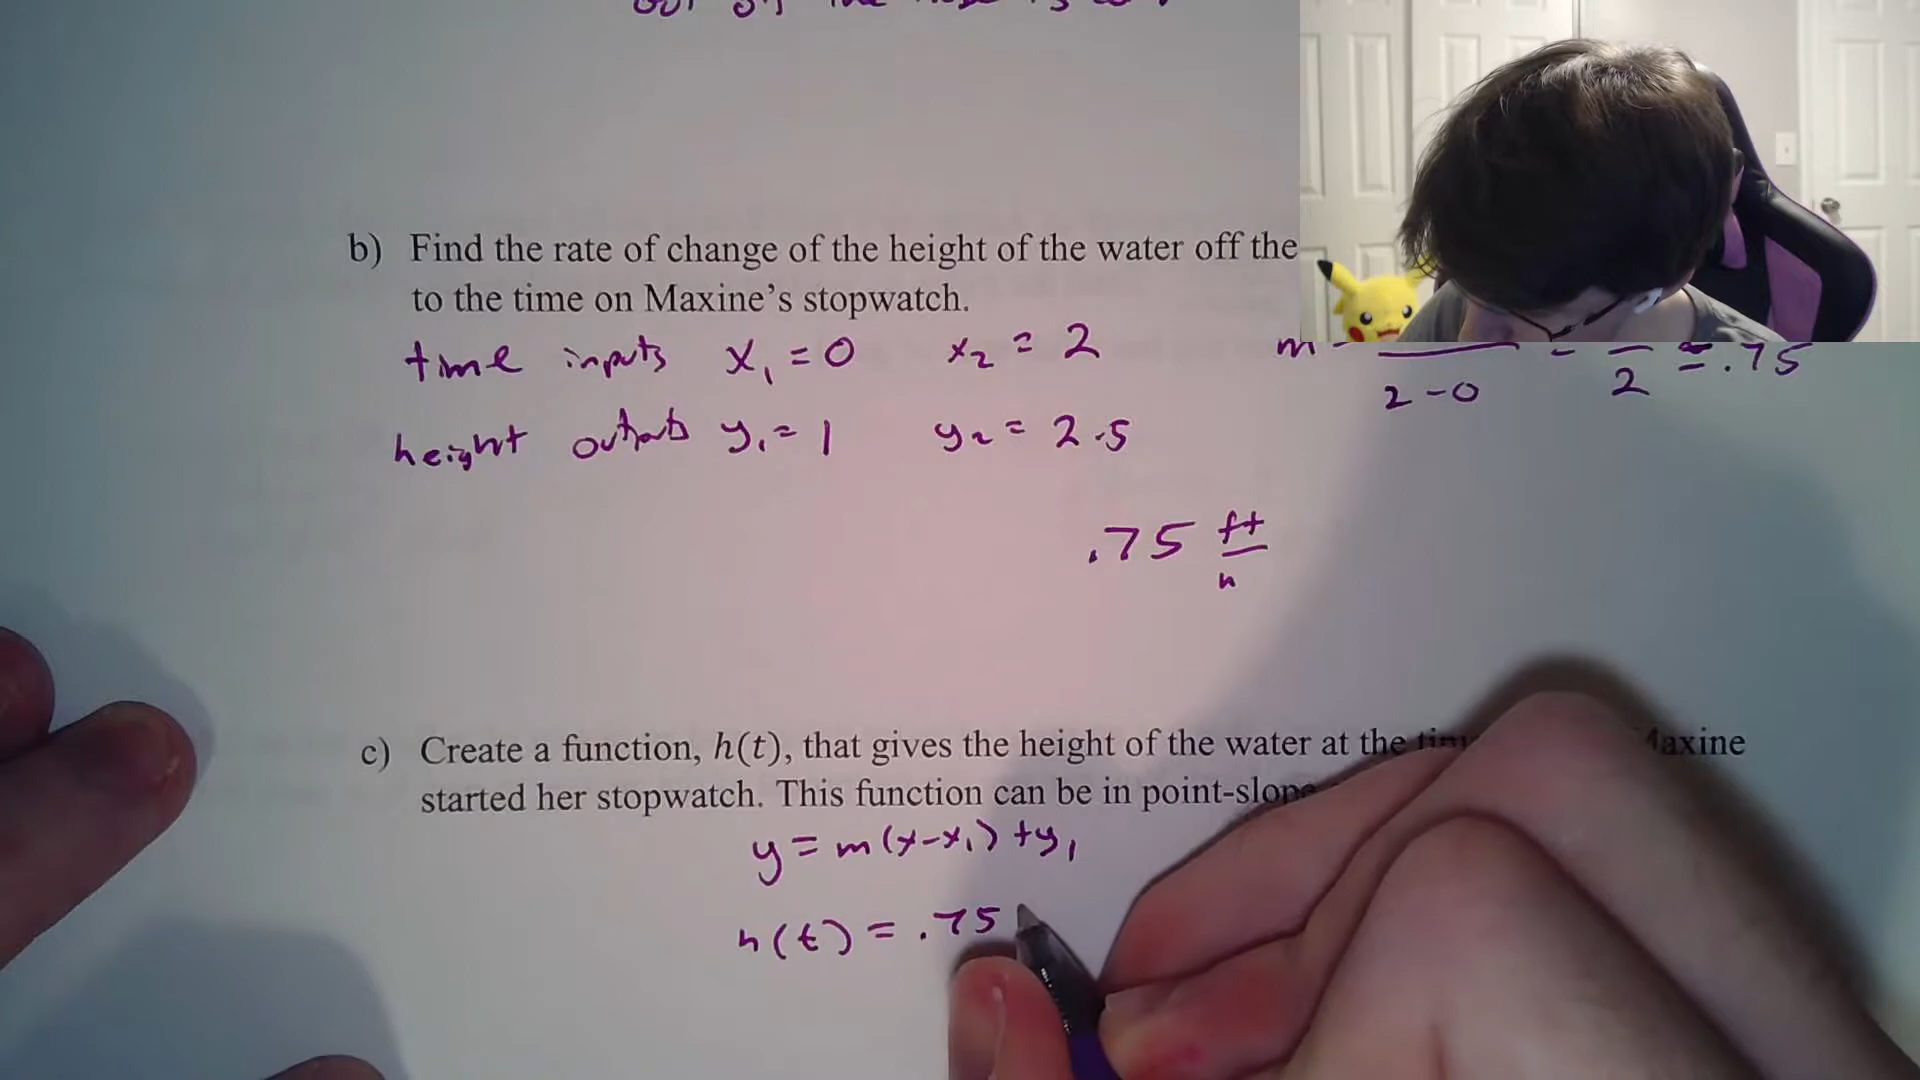 b) Find the rate of change of the height of the water off the
to the time on Maxine's stopwatch.
time inputs x₁ = 0 x₂ = 2
m 2-0 2 = .75
height outputs y₁ = 1 y₂ = 2.5
.75 ft/h
c) Create a function, h(t), that gives the height of the water at the
started her stopwatch. This function can be in point-slope
y = m(x-x₁) + y₁
h(t) = .75